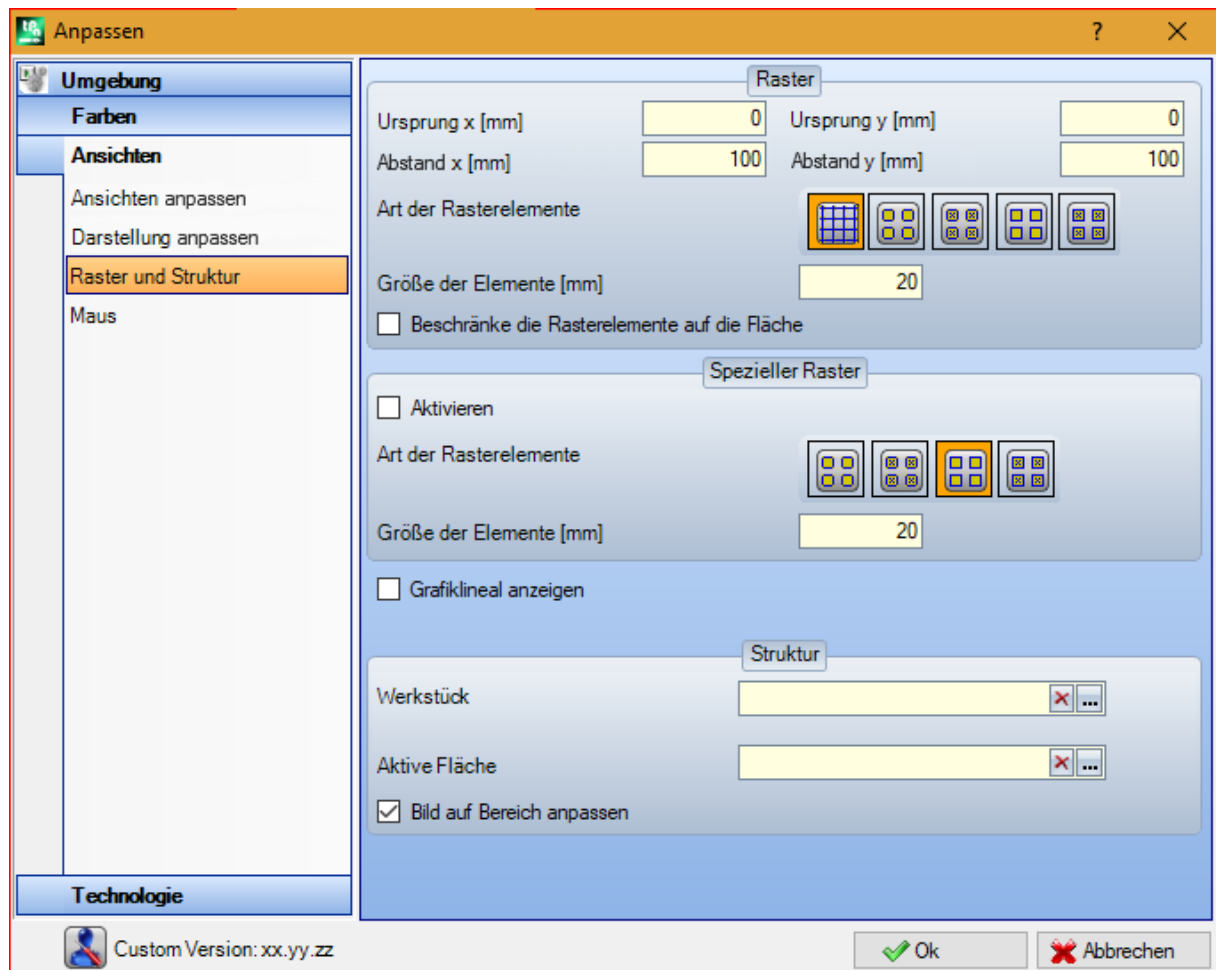 Anpassen
?
Umgebung
Farben
Ansichten
Ansichten anpassen
Darstellung anpassen
Raster und Struktur
Maus
Technologie
Raster
Ursprung x [mm] 0 Ursprung y [mm] 0
Abstand x [mm] 100 Abstand y [mm] 100
Art der Rasterelemente
Größe der Elemente [mm] 20
Beschränke die Rasterelemente auf die Fläche
Spezieller Raster
Aktivieren
Art der Rasterelemente
Größe der Elemente [mm] 20
Grafiklineal anzeigen
Struktur
Werkstück ...
Aktive Fläche ...
Bild auf Bereich anpassen
Custom Version: xx.yy.zz
Ok Abbrechen